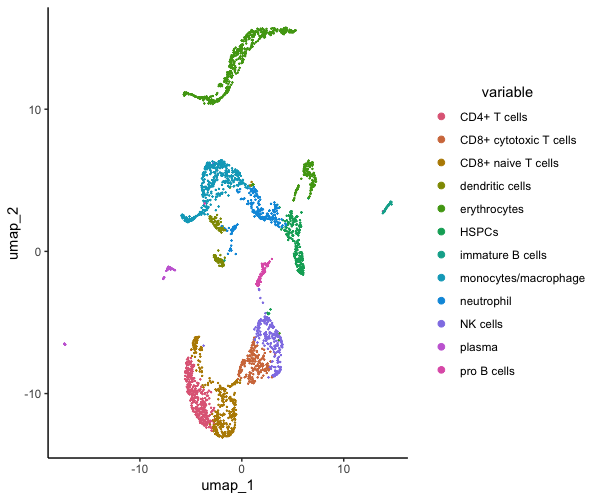 variable
CD4+ T cells
CD8+ cytotoxic T cells
CD8+ naive T cells
dendritic cells
erythrocytes
HSPCs
immature B cells
monocytes/macrophage
neutrophil
NK cells
plasma
pro B cells
umap_2
10
0
-10
-10
0
10
umap_1